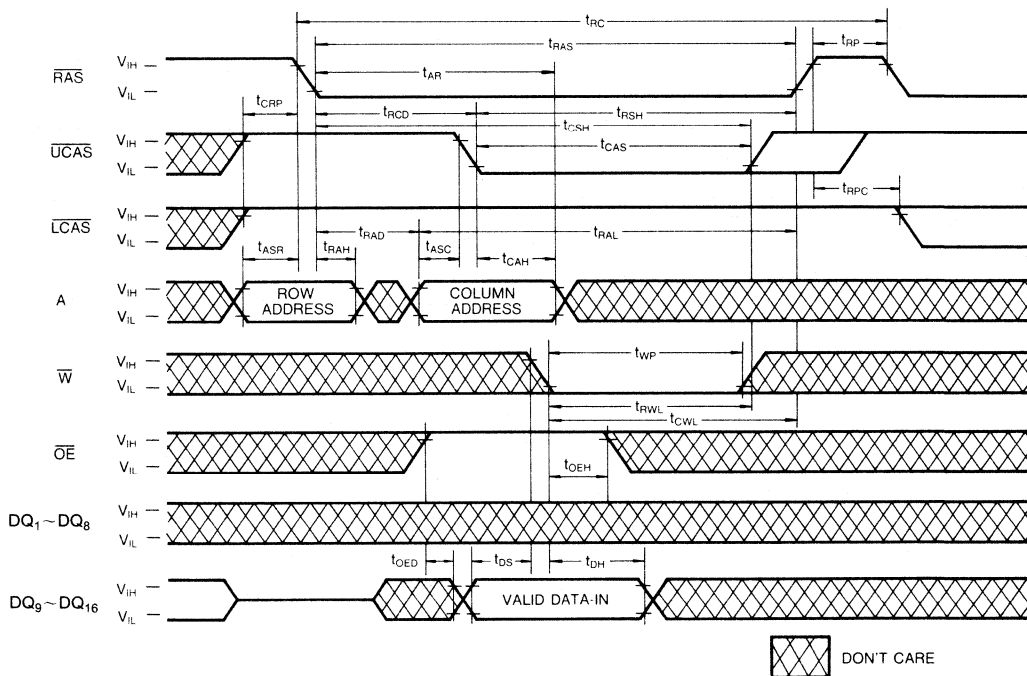 tRC
tRAS
tRP
VIH
RAS
VIL
tAR
tCRP
tRCD
tRSH
tCSH
VIH
UCAS
VIL
tCAS
tRPC
VIH
LCAS
VIL
tRAD
tRAL
tASR
tRAH
tASC
tCAH
VIH
A
VIL
ROW
ADDRESS
COLUMN
ADDRESS
VIH
W
VIL
tWP
tRWL
tCWL
VIH
OE
VIL
tOEH
VIH
DQ1~DQ8
VIL
tOED
tDS
tDH
VIH
DQ9~DQ16
VIL
VALID DATA-IN
DON'T CARE